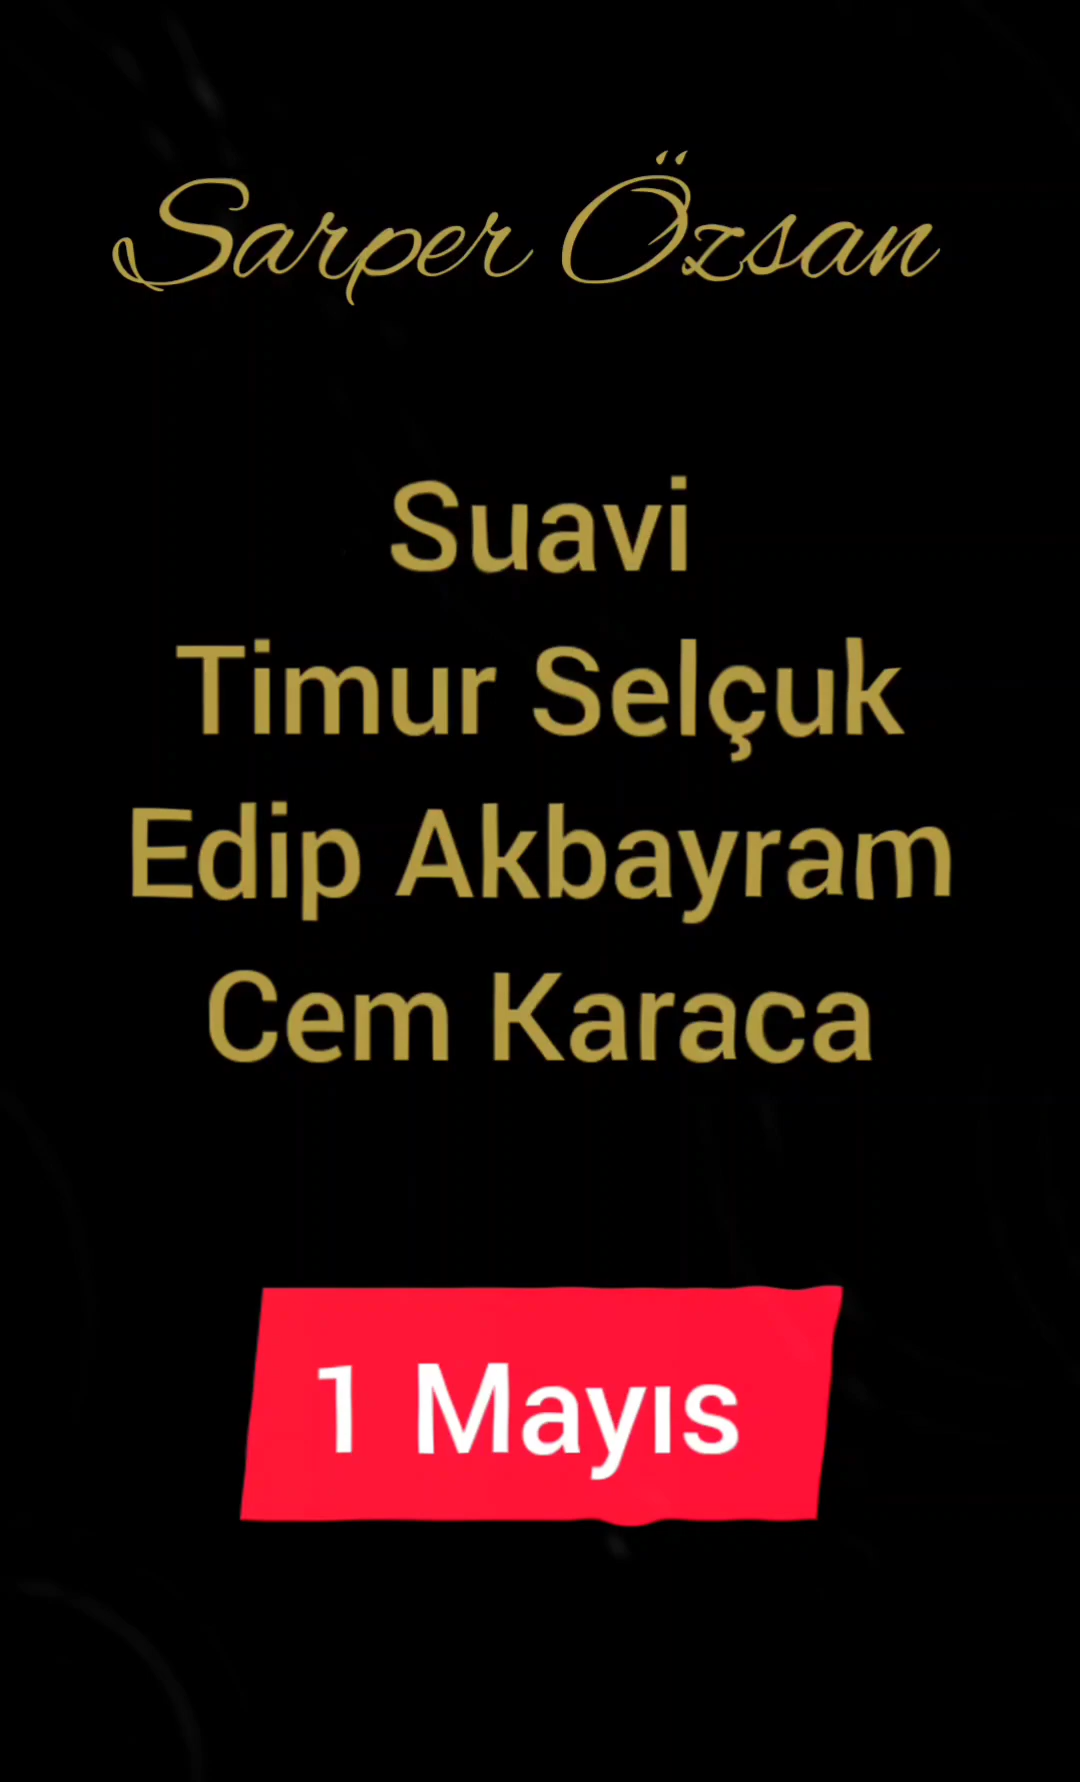 Sarper Özsan
Suavi
Timur Selçuk
Edip Akbayram
Cem Karaca
1 Mayıs